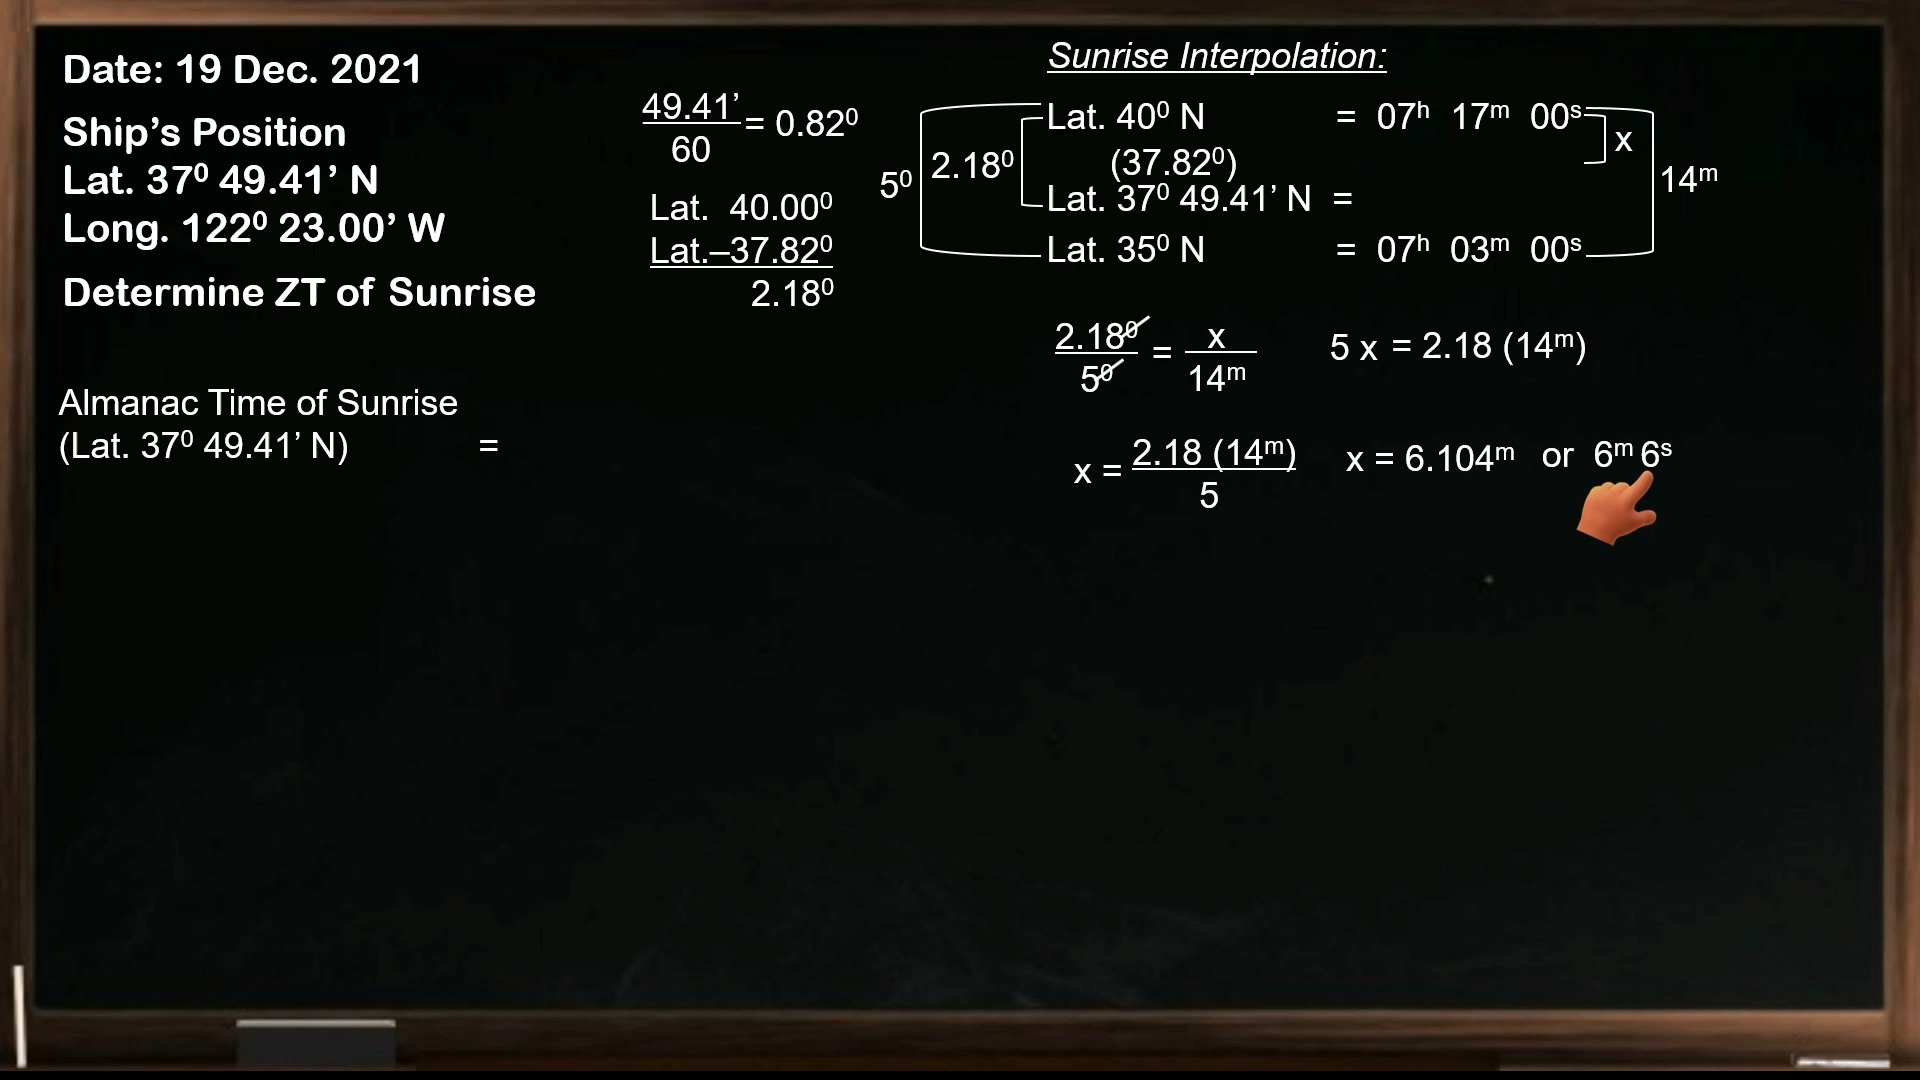 Date: 19 Dec. 2021
Ship’s Position
Lat. 37⁰ 49.41’ N
Long. 122⁰ 23.00’ W
Determine ZT of Sunrise
Almanac Time of Sunrise
(Lat. 37⁰ 49.41’ N) =
49.41’
60
= 0.82⁰
Lat. 40.00⁰
Lat.–37.82⁰
2.18⁰
Sunrise Interpolation:
5⁰
2.18⁰
Lat. 40⁰ N = 07ʰ 17ᵐ 00ˢ
(37.82⁰)
Lat. 37⁰ 49.41’ N =
Lat. 35⁰ N = 07ʰ 03ᵐ 00ˢ
x
14ᵐ
2.18⁰
5⁰
=
x
14ᵐ
5 x = 2.18 (14ᵐ)
x =
2.18 (14ᵐ)
5
x = 6.104ᵐ or 6ᵐ 6ˢ